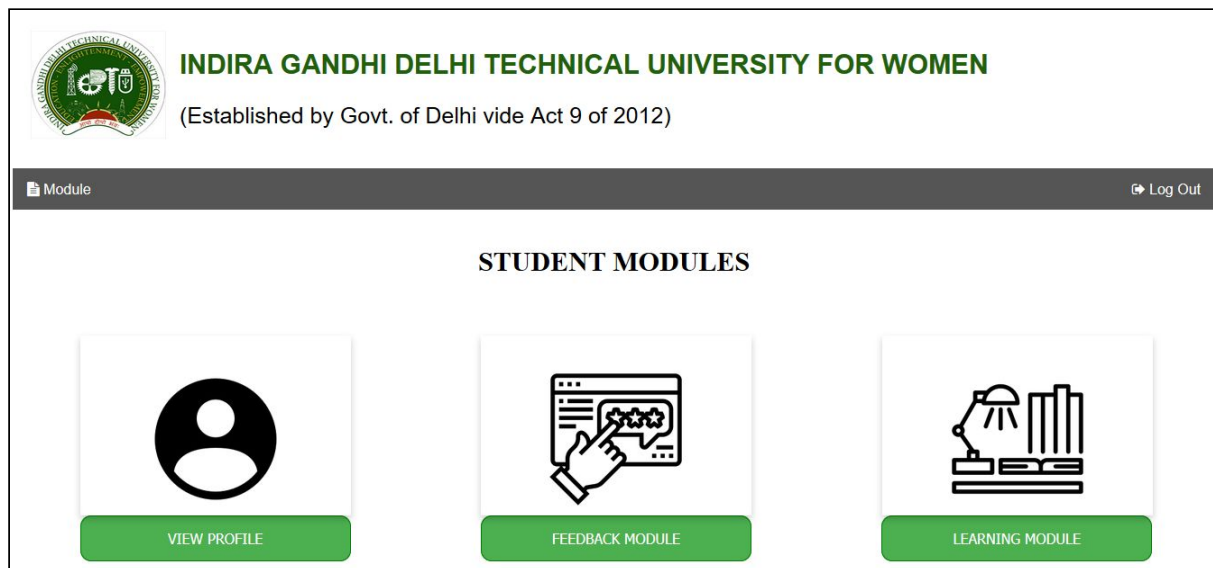 INDIRA GANDHI DELHI TECHNICAL UNIVERSITY FOR WOMEN
(Established by Govt. of Delhi vide Act 9 of 2012)
Module
Log Out
STUDENT MODULES
VIEW PROFILE
FEEDBACK MODULE
LEARNING MODULE